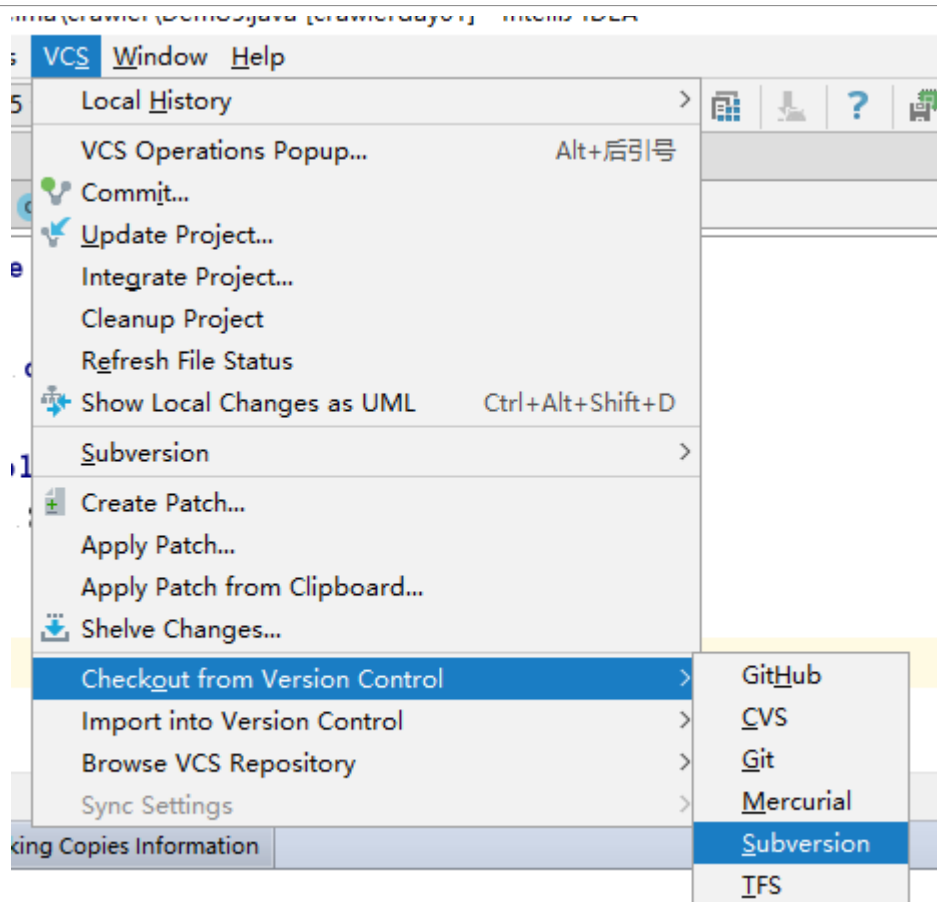 VCS Window Help
5
Local History
VCS Operations Popup... Alt+后引号
Commit...
Update Project...
e
Integrate Project...
Cleanup Project
Refresh File Status
Show Local Changes as UML Ctrl+Alt+Shift+D
Subversion
Create Patch...
Apply Patch...
Apply Patch from Clipboard...
Shelve Changes...
Checkout from Version Control
GitHub
Import into Version Control
CVS
Browse VCS Repository
Git
Sync Settings
Mercurial
king Copies Information
Subversion
TFS